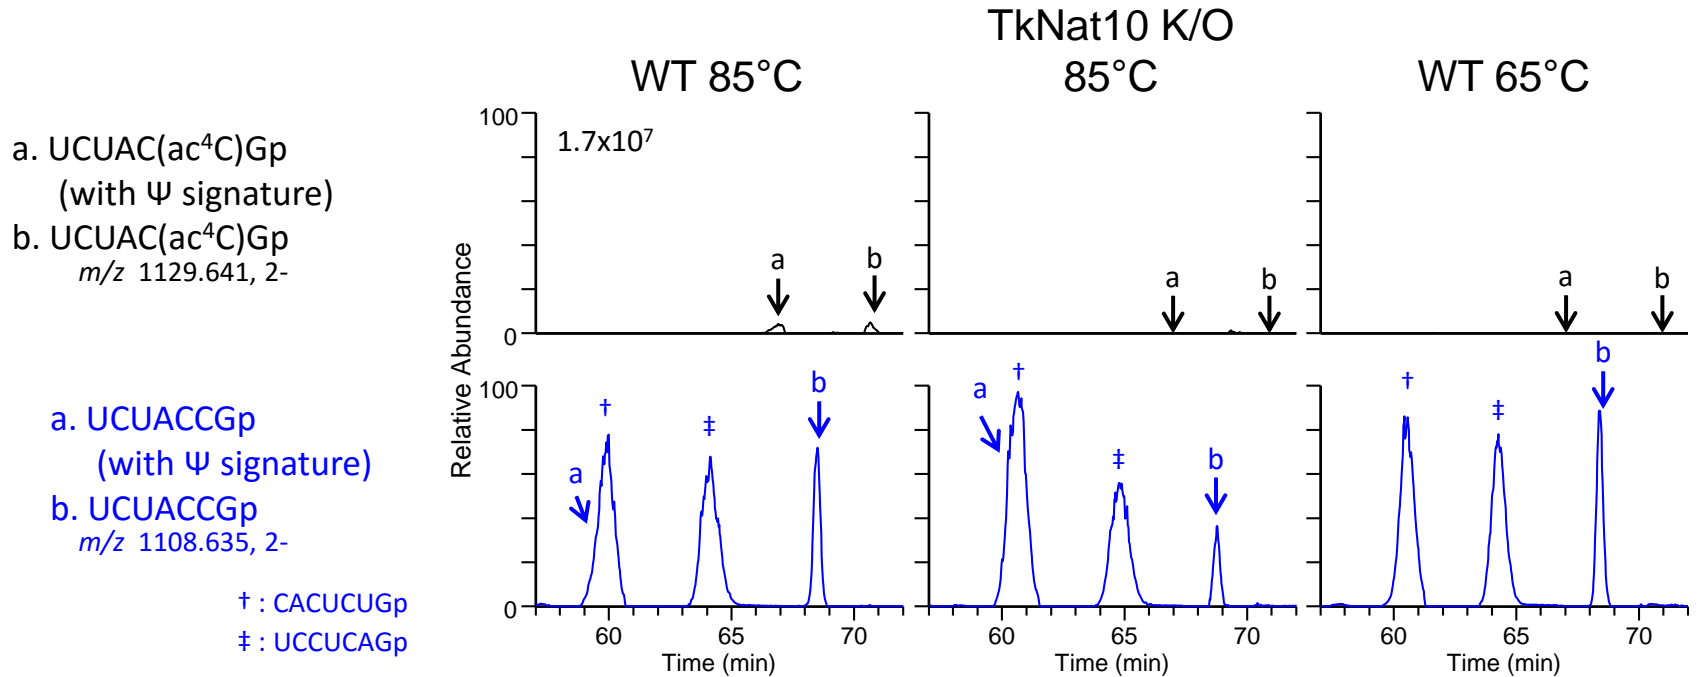 TkNat10 K/O
WT 85°C
85°C
WT 65°C
a. UCUAC(ac⁴C)Gp
(with Ψ signature)
b. UCUAC(ac⁴C)Gp
m/z 1129.641, 2-
a. UCUACCGp
(with Ψ signature)
b. UCUACCGp
m/z 1108.635, 2-
† : CACUCUGp
‡ : UCCUCAGp
Relative Abundance
100
0
1.7x10⁷
a
b
a
b
a
b
100
0
a
†
‡
b
a
†
‡
b
†
‡
b
60 65 70
60 65 70
60 65 70
Time (min)
Time (min)
Time (min)